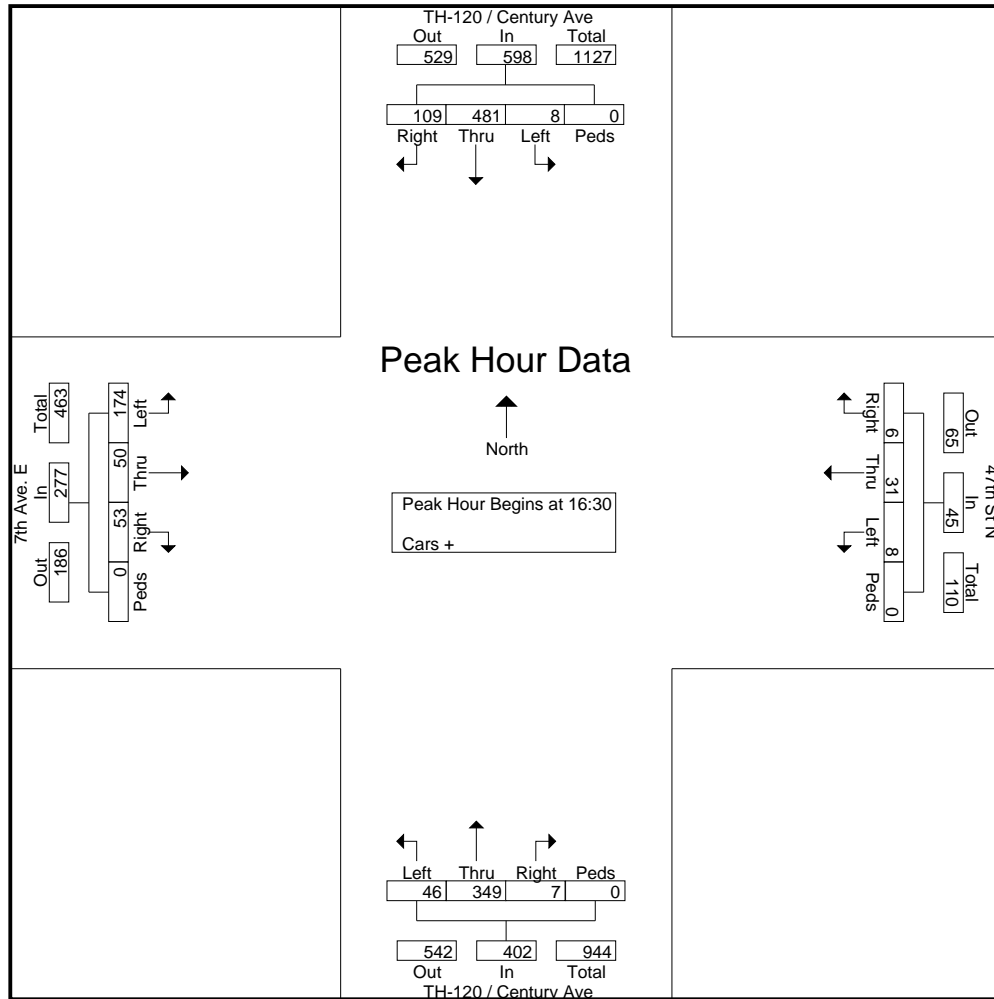 TH-120 / Century Ave
Out In Total
529 598 1127
109 481 8 0
Right Thru Left Peds
Peak Hour Data
North
Peak Hour Begins at 16:30
Cars +
7th Ave. E
Total In Out
463 277 186
174 50 53 0
Left Thru Right Peds
47th St N
Out In Total
65 45 110
6 31 8 0
Right Thru Left Peds
Left Thru Right Peds
46 349 7 0
542 402 944
Out In Total
TH-120 / Century Ave